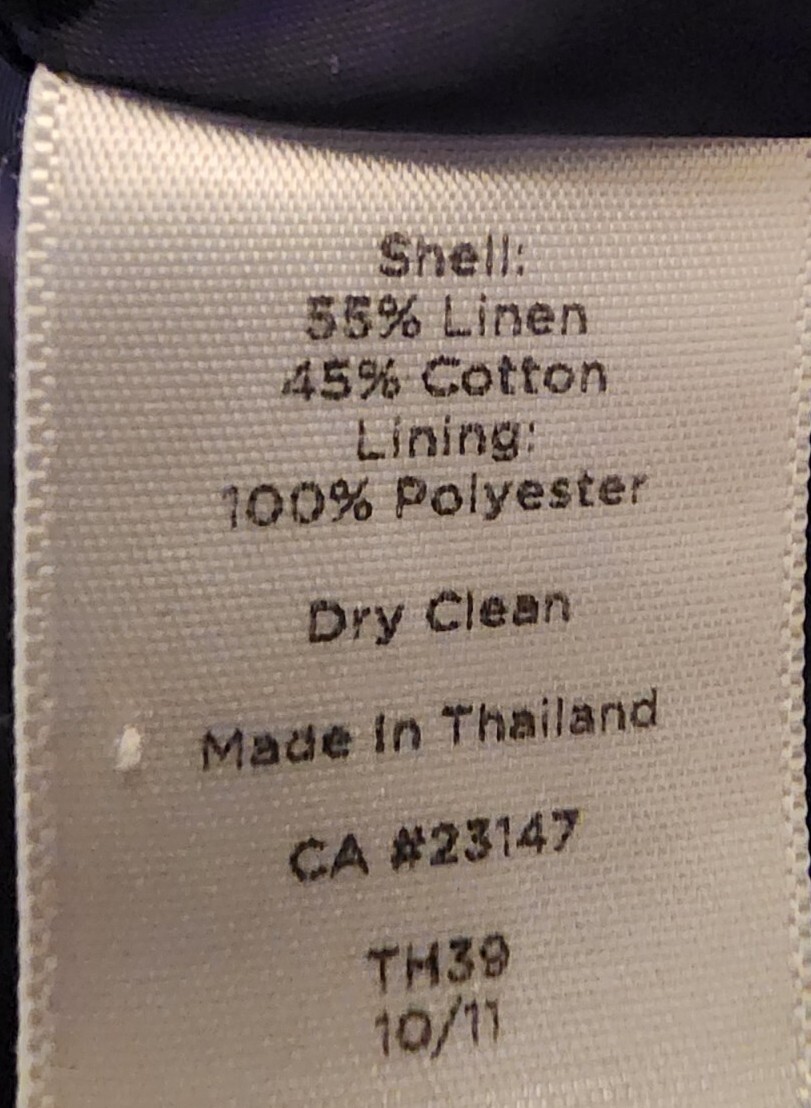 Shell:
55% Linen
45% Cotton
Lining:
100% Polyester
Dry Clean
Made In Thailand
CA #23147
TH39
10/11